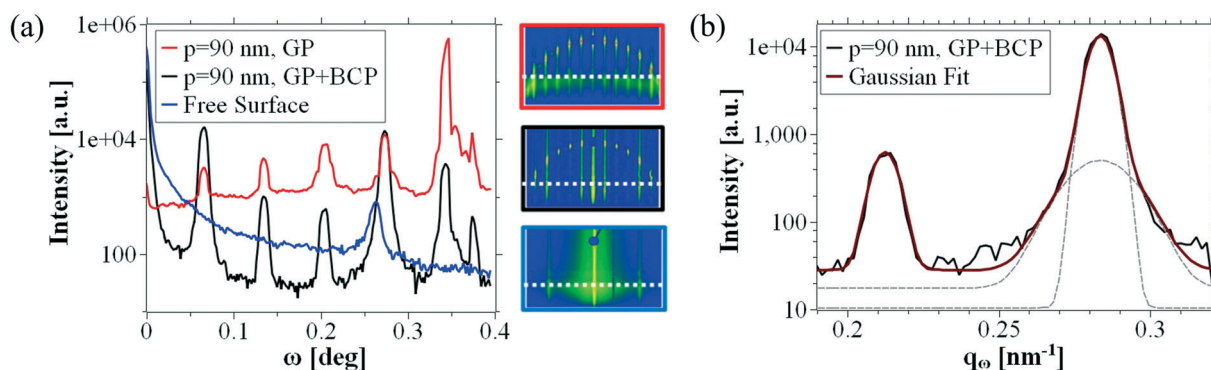 (a)
1e+06
1e+04
100
Intensity [a.u.]
p=90 nm, GP
p=90 nm, GP+BCP
Free Surface
0
0.1
0.2
0.3
0.4
ω [deg]
(b)
1e+04
1,000
100
10
Intensity [a.u.]
p=90 nm, GP+BCP
Gaussian Fit
0.2
0.25
0.3
qω [nm⁻¹]